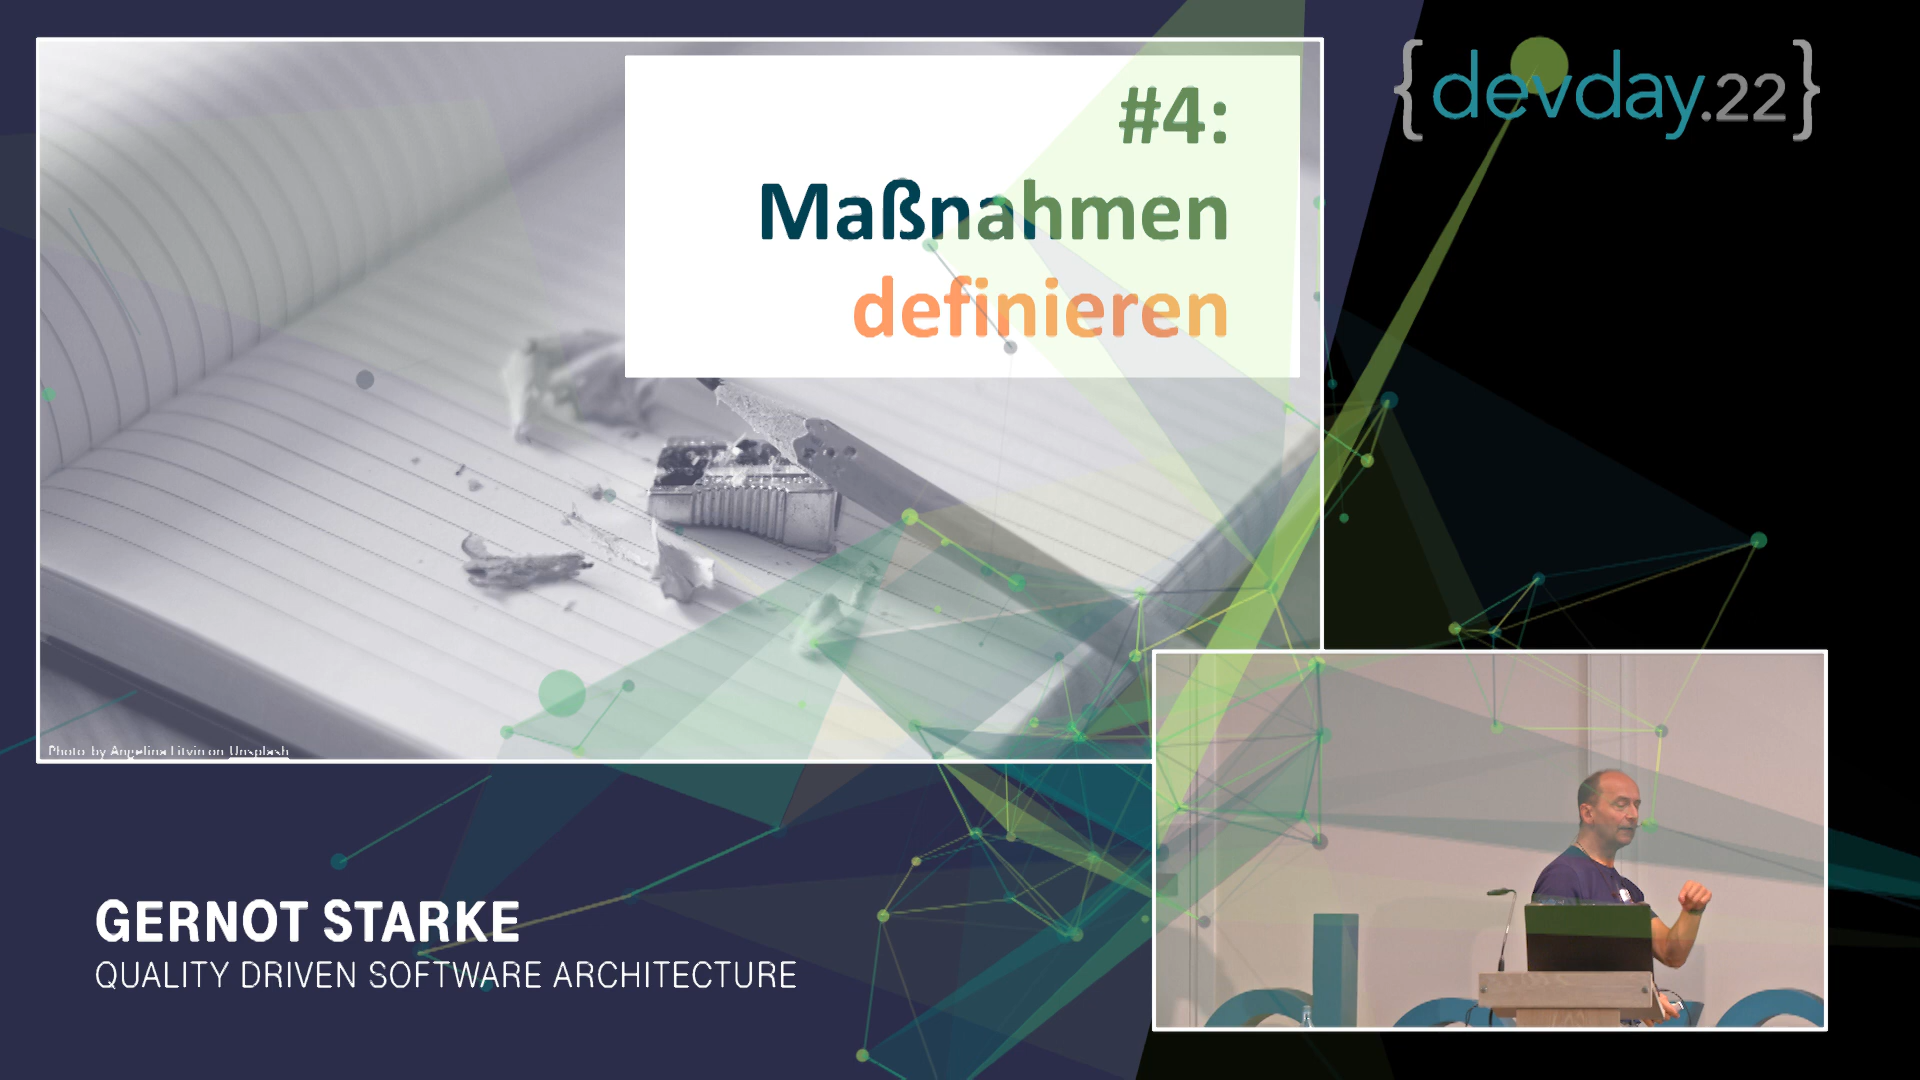 #4:
Maßnahmen
definieren
{devday.22}
Photo by Angelina Litvin on Unsplash
GERNOT STARKE
QUALITY DRIVEN SOFTWARE ARCHITECTURE